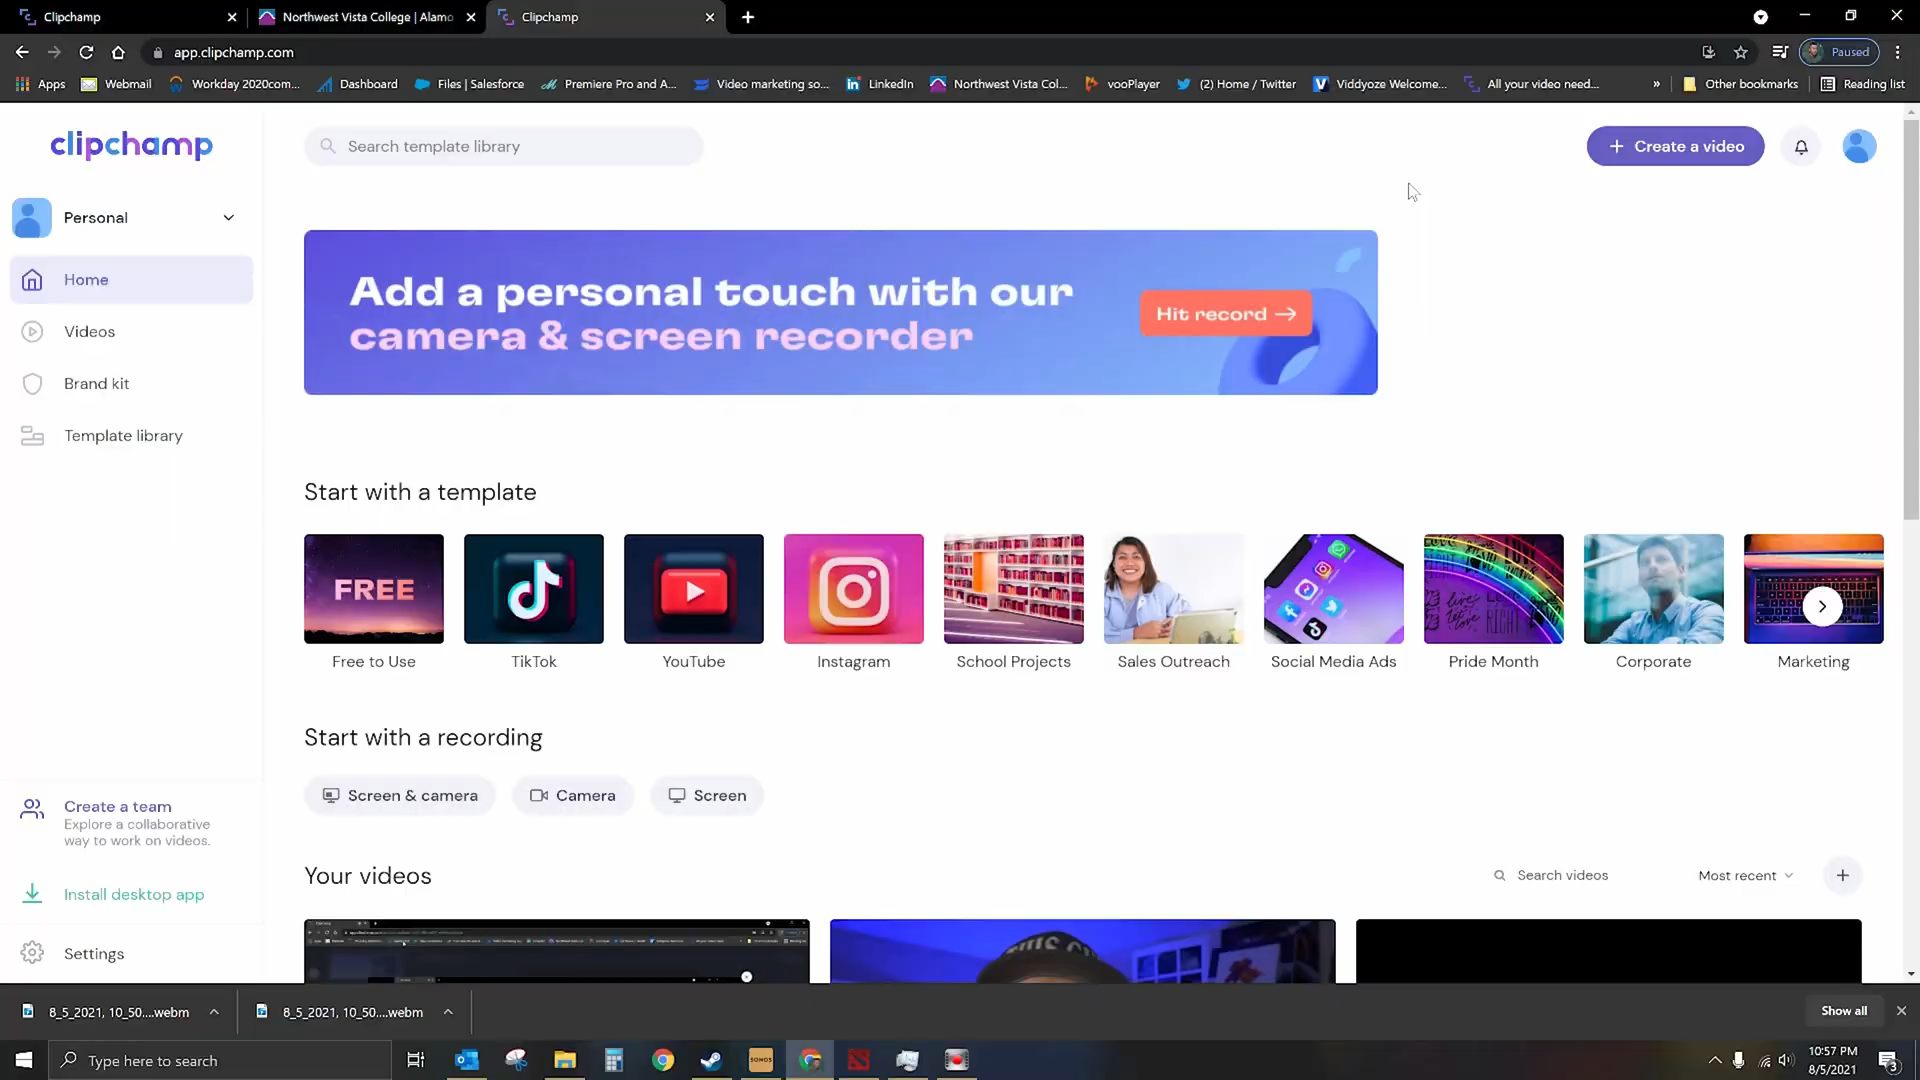 Clipchamp
Northwest Vista College | Alamo
Clipchamp
app.clipchamp.com
Paused
Apps
Webmail
Workday 2020com...
Dashboard
Files | Salesforce
Premiere Pro and A...
Video marketing so...
LinkedIn
Northwest Vista Col...
vooPlayer
(2) Home / Twitter
Viddyoze Welcome...
All your video need...
»
Other bookmarks
Reading list
clipchamp
Search template library
+ Create a video
Personal
Home
Videos
Brand kit
Template library
Add a personal touch with our
camera & screen recorder
Hit record →
Start with a template
FREE
Free to Use
TikTok
YouTube
Instagram
School Projects
Sales Outreach
Social Media Ads
Pride Month
Corporate
Marketing
Start with a recording
Screen & camera
Camera
Screen
Create a team
Explore a collaborative
way to work on videos.
Install desktop app
Settings
Your videos
Search videos
Most recent
8_5_2021, 10_50....webm
8_5_2021, 10_50....webm
Show all
Type here to search
SONOS
10:57 PM
8/5/2021
3